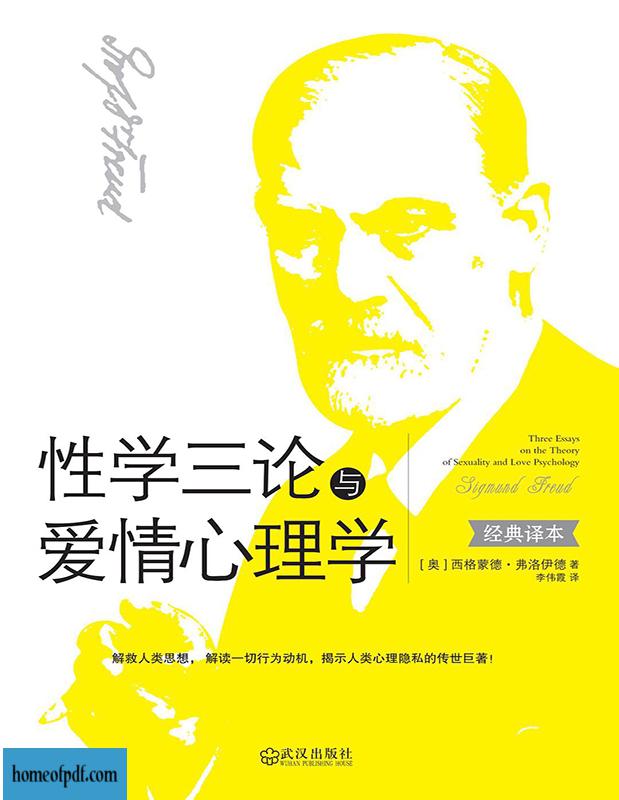 Sigm. Freud
性学三论与
爱情心理学
Three Essays
on the Theory
of Sexuality and Love Psychology
Sigmund Freud
经典译本
[奥]西格蒙德·弗洛伊德 著
李伟霞 译
解救人类思想，解读一切行为动机，揭示人类心理隐私的传世巨著！
武汉出版社
WUHAN PUBLISHING HOUSE
homeofpdf.com